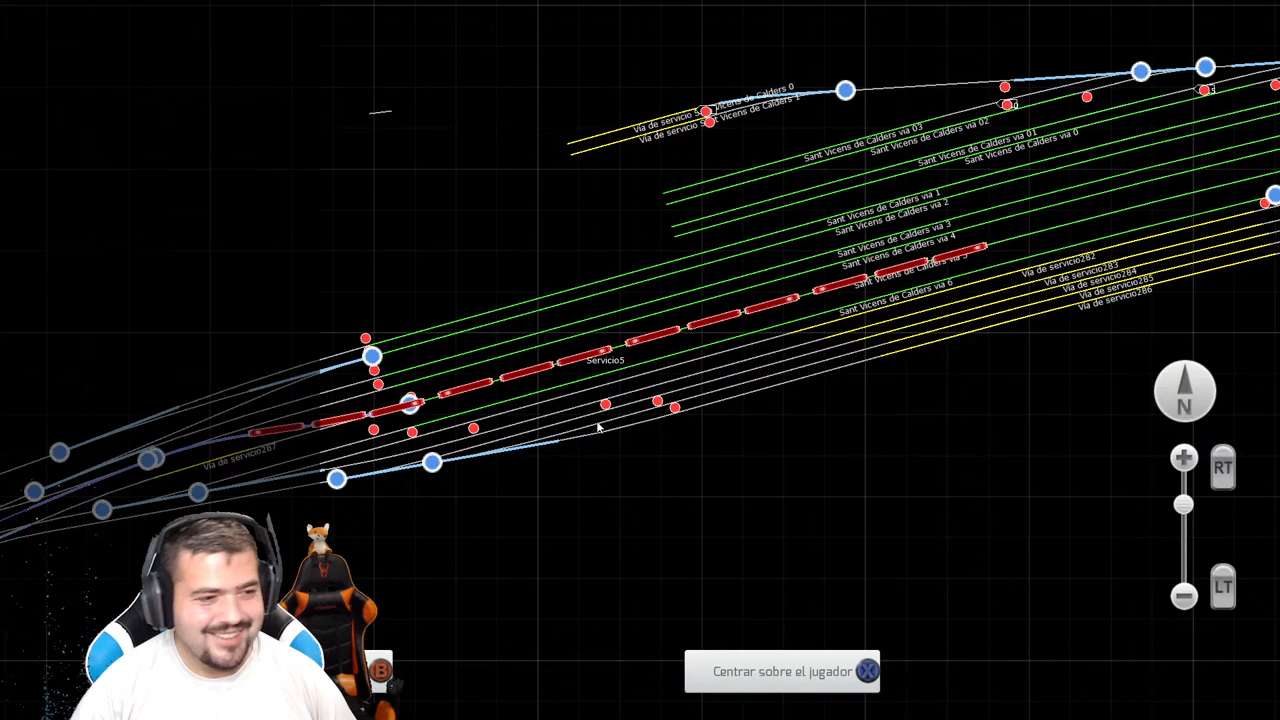 Via de servicio
Sant Vicens de Calders 0
Via de servicio Sant Vicens de Calders 1
Sant Vicens de Calders via 03
Sant Vicens de Calders via 02
Sant Vicens de Calders via 01
Sant Vicens de Calders via 0
Sant Vicens de Calders via 1
Sant Vicens de Calders via 2
Sant Vicens de Calders via 3
Sant Vicens de Calders via 4
Sant Vicens de
Sant Vicens de Calders via 6
Via de servicio282
Via de servicio283
Via de servicio284
Via de servicio285
Via de servicio286
Servicio5
Via de servicio287
N
RT
LT
B
Centrar sobre el jugador X